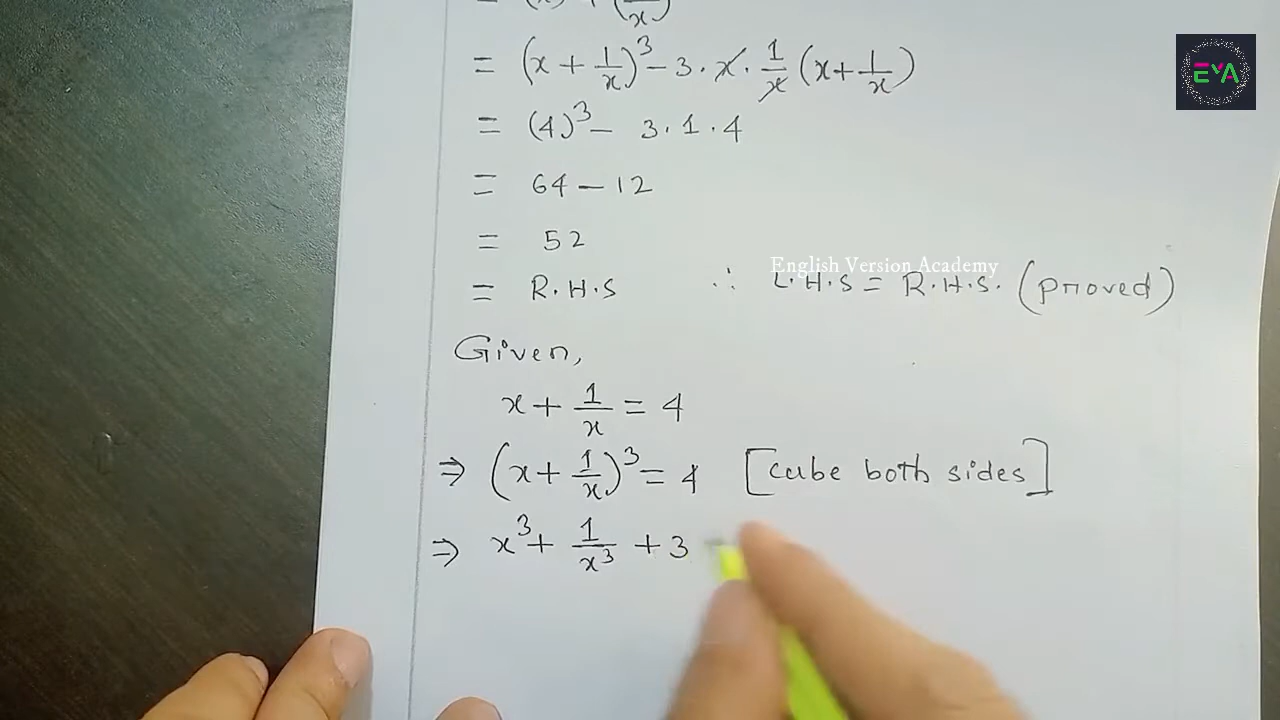 = (x + 1/x)³ − 3 · x · 1/x (x + 1/x)
= (4)³ − 3 · 1 · 4
= 64 − 12
= 52
= R.H.S ∴ L.H.S = R.H.S. (proved)
English Version Academy
EVA
Given,
x + 1/x = 4
⇒ (x + 1/x)³ = 4 [cube both sides]
⇒ x³ + 1/x³ + 3